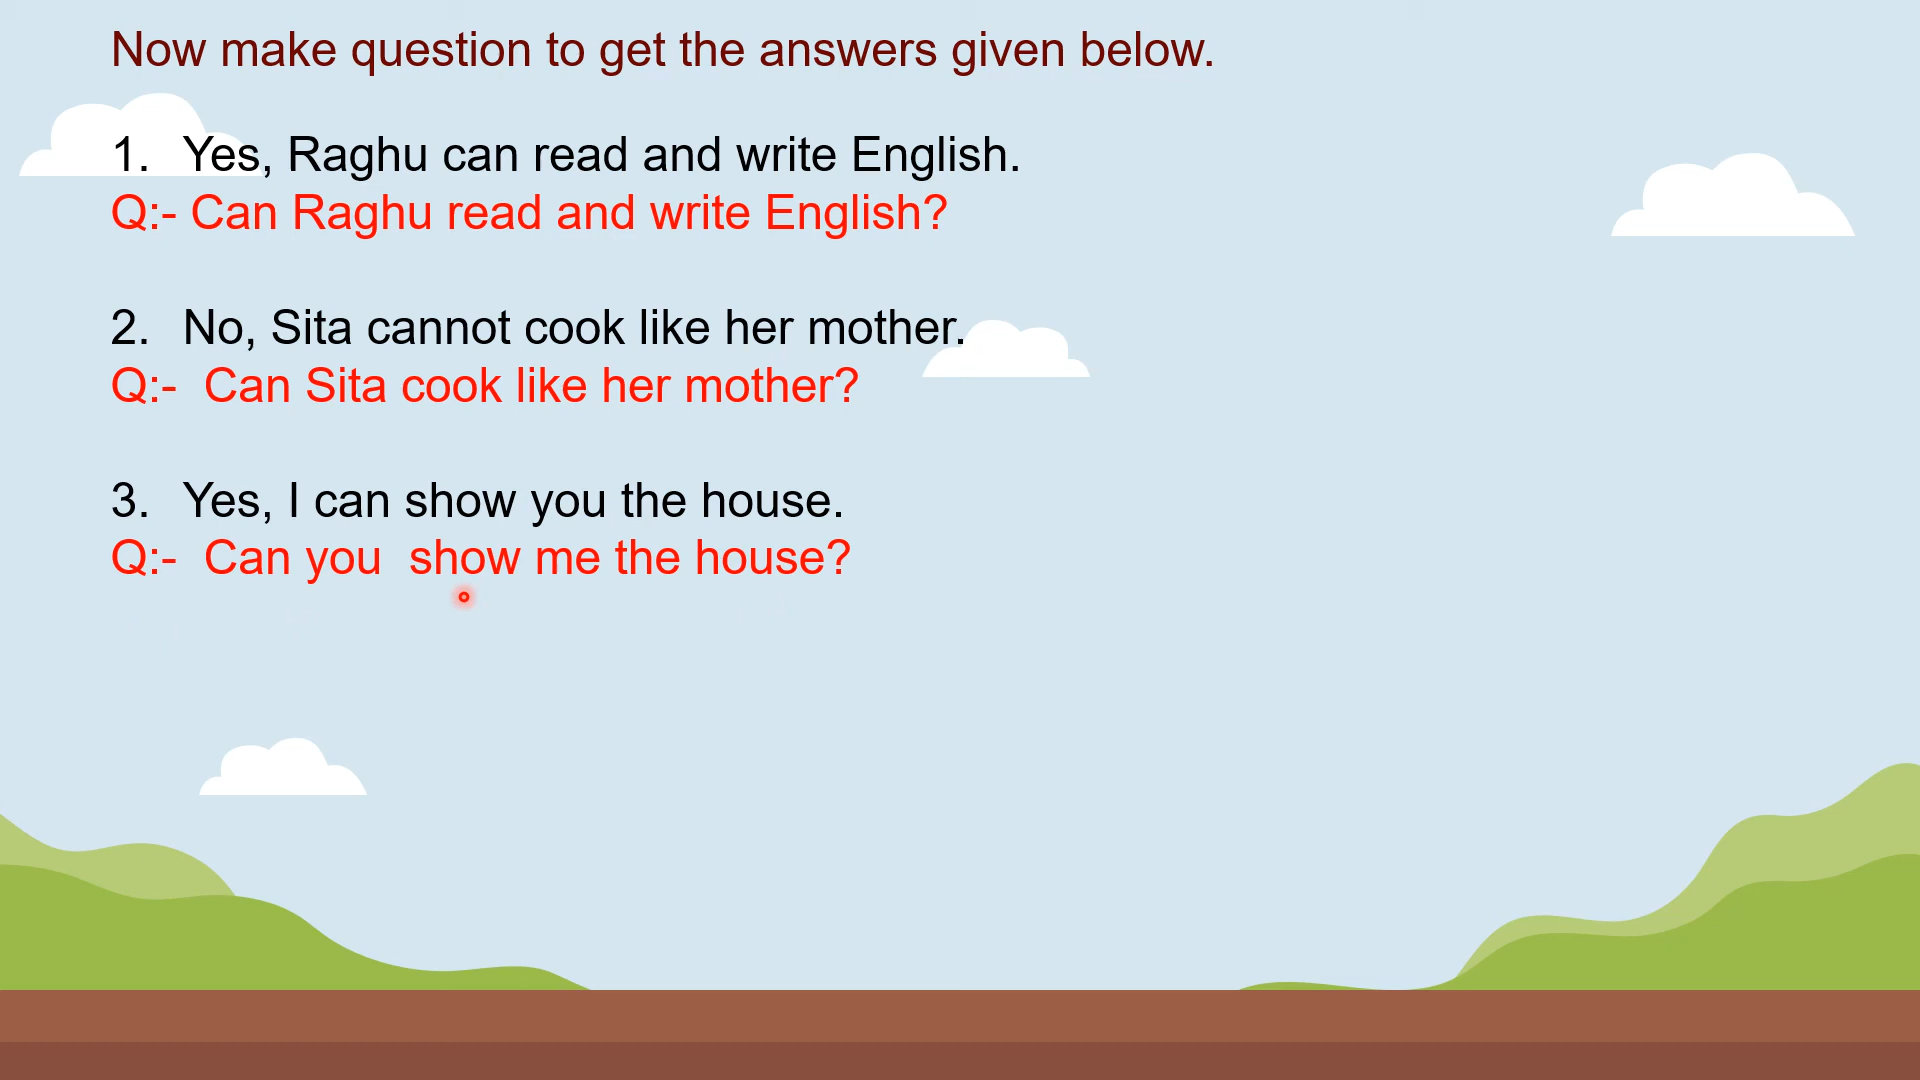 Now make question to get the answers given below.
1. Yes, Raghu can read and write English.
Q:- Can Raghu read and write English?
2. No, Sita cannot cook like her mother.
Q:- Can Sita cook like her mother?
3. Yes, I can show you the house.
Q:- Can you show me the house?